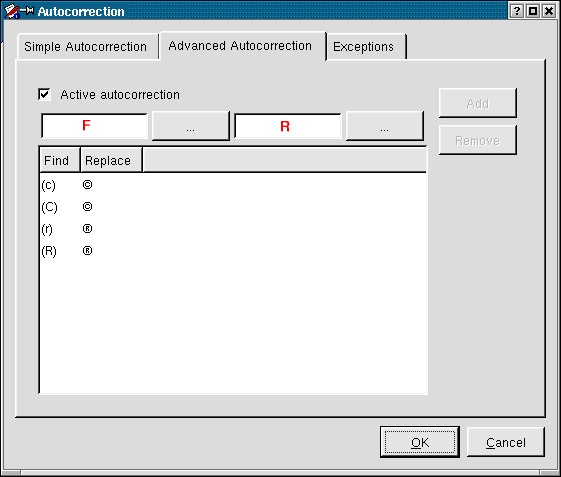 Autocorrection
Simple Autocorrection Advanced Autocorrection Exceptions
Active autocorrection
F ... R ...
Add
Remove
Find Replace
(c) ©
(C) ©
(r) ®
(R) ®
OK Cancel